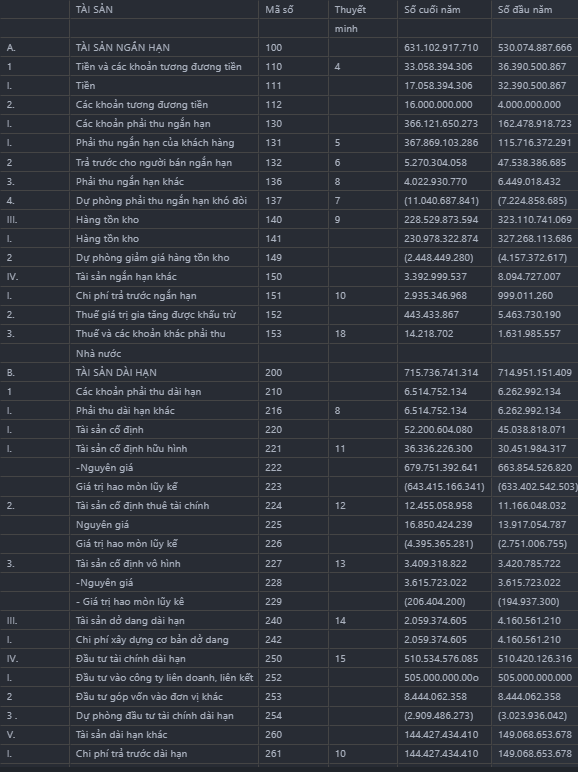 TÀI SẢN Mã số Thuyết Số cuối năm Số đầu năm
minh
A. TÀI SẢN NGẮN HẠN 100 631.102.917.710 530.074.887.666
1 Tiền và các khoản tương đương tiền 110 4 33.058.394.306 36.390.500.867
I. Tiền 111 17.058.394.306 32.390.500.867
2. Các khoản tương đương tiền 112 16.000.000.000 4.000.000.000
I. Các khoản phải thu ngắn hạn 130 366.121.650.273 162.478.918.723
I. Phải thu ngắn hạn của khách hàng 131 5 367.869.103.286 115.716.372.291
2 Trả trước cho người bán ngắn hạn 132 6 5.270.304.058 47.538.386.685
3. Phải thu ngắn hạn khác 136 8 4.022.930.770 6.449.018.432
4. Dự phòng phải thu ngắn hạn khó đòi 137 7 (11.040.687.841) (7.224.858.685)
III. Hàng tồn kho 140 9 228.529.873.594 323.110.741.069
I. Hàng tồn kho 141 230.978.322.874 327.268.113.686
2 Dự phòng giảm giá hàng tồn kho 149 (2.448.449.280) (4.157.372.617)
IV. Tài sản ngắn hạn khác 150 3.392.999.537 8.094.727.007
I. Chi phí trả trước ngắn hạn 151 10 2.935.346.968 999.011.260
2. Thuế giá trị gia tăng được khấu trừ 152 443.433.867 5.463.730.190
3. Thuế và các khoản khác phải thu 153 18 14.218.702 1.631.985.557
Nhà nước
B. TÀI SẢN DÀI HẠN 200 715.736.741.314 714.951.151.409
1 Các khoản phải thu dài hạn 210 6.514.752.134 6.262.992.134
I. Phải thu dài hạn khác 216 8 6.514.752.134 6.262.992.134
I. Tài sản cố định 220 52.200.604.080 45.038.818.071
I. Tài sản cố định hữu hình 221 11 36.336.226.300 30.451.984.317
-Nguyên giá 222 679.751.392.641 663.854.526.820
Giá trị hao mòn lũy kế 223 (643.415.166.341) (633.402.542.503)
2. Tài sản cố định thuê tài chính 224 12 12.455.058.958 11.166.048.032
Nguyên giá 225 16.850.424.239 13.917.054.787
Giá trị hao mòn lũy kế 226 (4.395.365.281) (2.751.006.755)
3. Tài sản cố định vô hình 227 13 3.409.318.822 3.420.785.722
-Nguyên giá 228 3.615.723.022 3.615.723.022
- Giá trị hao mòn lũy kê 229 (206.404.200) (194.937.300)
III. Tài sản dở dang dài hạn 240 14 2.059.374.605 4.160.561.210
I. Chi phí xây dựng cơ bản dở dang 242 2.059.374.605 4.160.561.210
IV. Đầu tư tài chính dài hạn 250 15 510.534.576.085 510.420.126.316
I. Đầu tư vào công ty liên doanh, liên kết 252 505.000.000.00o 505.000.000.000
2 Đầu tư góp vốn vào đơn vị khác 253 8.444.062.358 8.444.062.358
3 . Dự phòng đầu tư tài chính dài hạn 254 (2.909.486.273) (3.023.936.042)
V. Tài sản dài hạn khác 260 144.427.434.410 149.068.653.678
I. Chi phí trả trước dài hạn 261 10 144.427.434.410 149.068.653.678